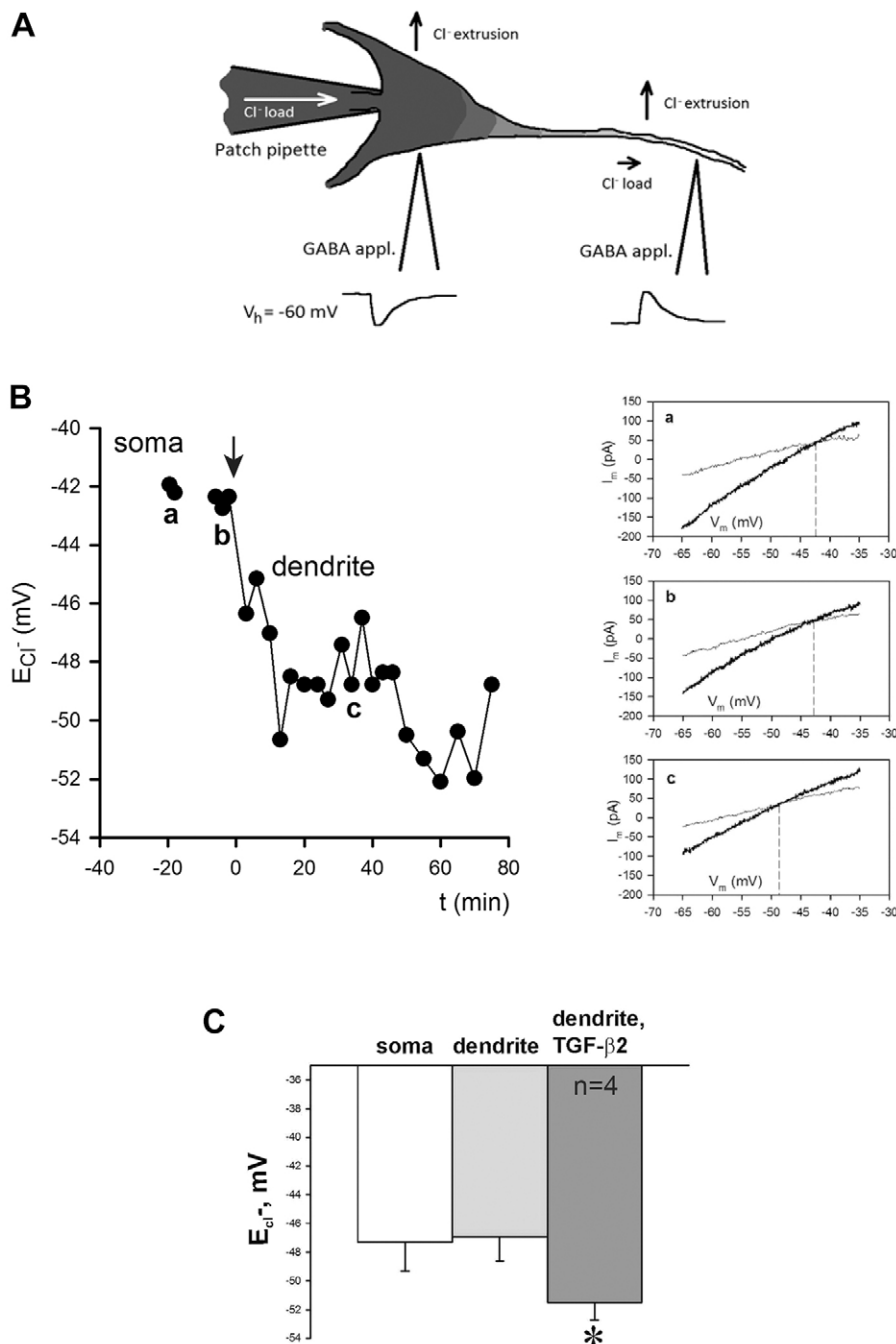 A
Cl⁻ extrusion
Cl⁻ load
Patch pipette
Cl⁻ extrusion
Cl⁻ load
GABA appl.
GABA appl.
Vh = -60 mV
B
-40
-42
-44
-46
-48
-50
-52
-54
ECl⁻ (mV)
soma
a
b
dendrite
c
-40
-20
0
20
40
60
80
t (min)
a
150
100
50
0
-50
-100
-150
-200
Im (pA)
Vm (mV)
-70 -65 -60 -55 -50 -45 -40 -35 -30
b
150
100
50
0
-50
-100
-150
-200
Im (pA)
Vm (mV)
-70 -65 -60 -55 -50 -45 -40 -35 -30
c
150
100
50
0
-50
-100
-150
-200
Im (pA)
Vm (mV)
-70 -65 -60 -55 -50 -45 -40 -35 -30
C
soma
dendrite
dendrite,
TGF-β2
n=4
-36
-38
-40
-42
-44
-46
-48
-50
-52
-54
Ecl⁻, mV
*